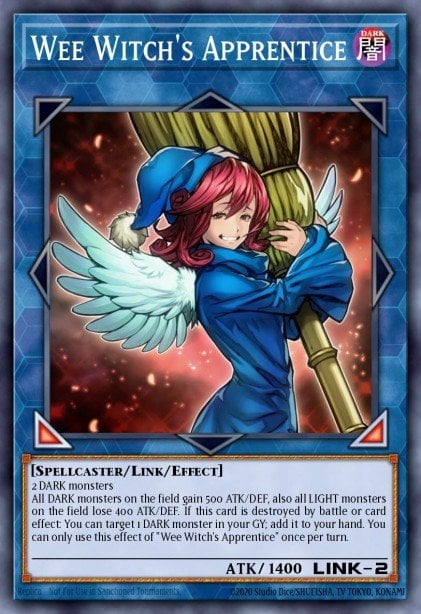 WEE WITCH'S APPRENTICE
DARK
闇
[SPELLCASTER/LINK/EFFECT]
2 DARK monsters
All DARK monsters on the field gain 500 ATK/DEF, also all LIGHT monsters
on the field lose 400 ATK/DEF. If this card is destroyed by battle or card
effect: You can target 1 DARK monster in your GY; add it to your hand. You
can only use this effect of "Wee Witch's Apprentice" once per turn.
ATK/1400 LINK-2
Replica - Not For Use in Sanctioned Tornaments ©2020 Studio Dice/SHUEISHA, TV TOKYO, KONAMI